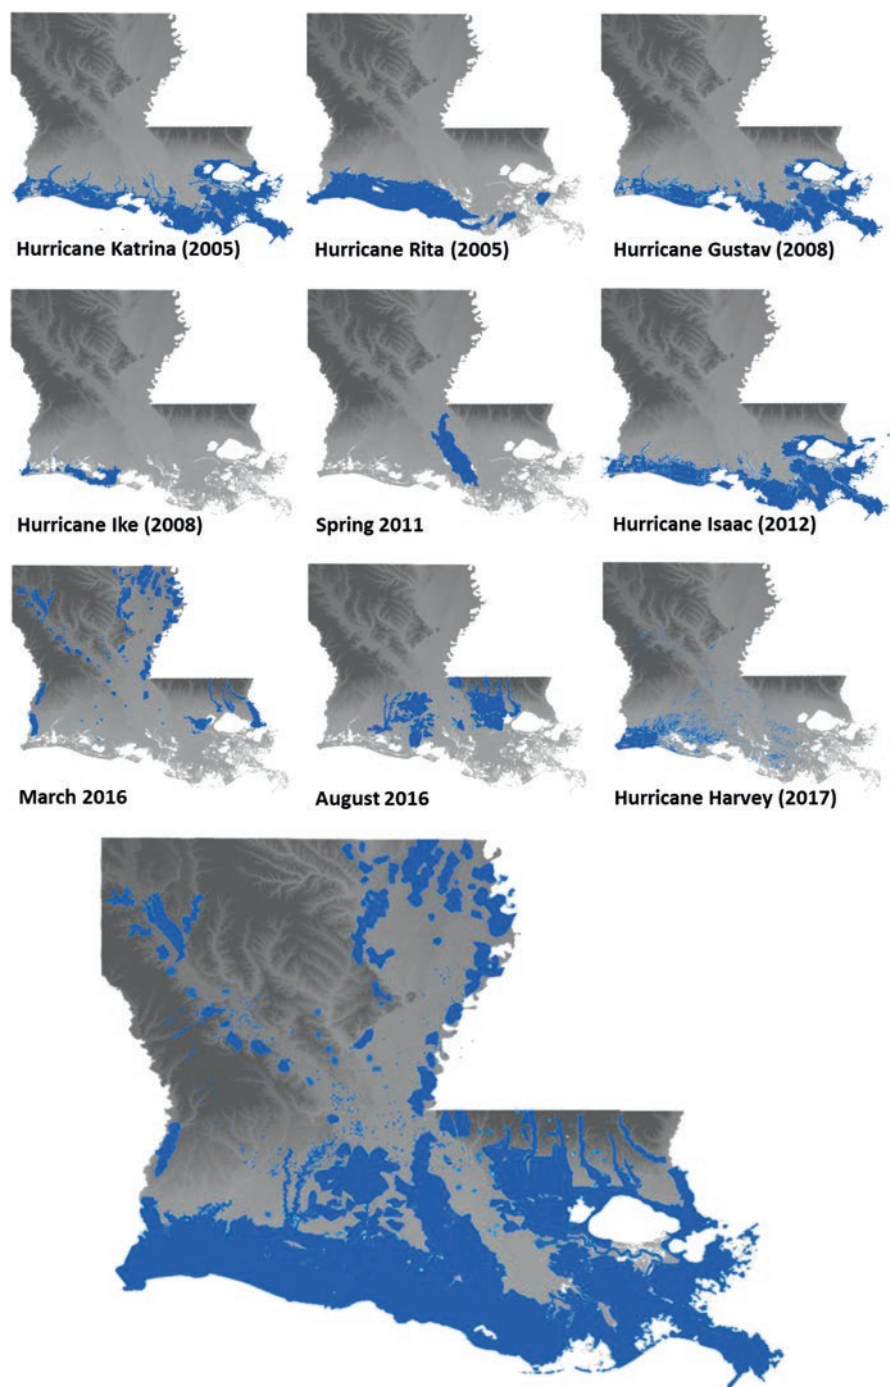 Hurricane Katrina (2005)
Hurricane Rita (2005)
Hurricane Gustav (2008)
Hurricane Ike (2008)
Spring 2011
Hurricane Isaac (2012)
March 2016
August 2016
Hurricane Harvey (2017)